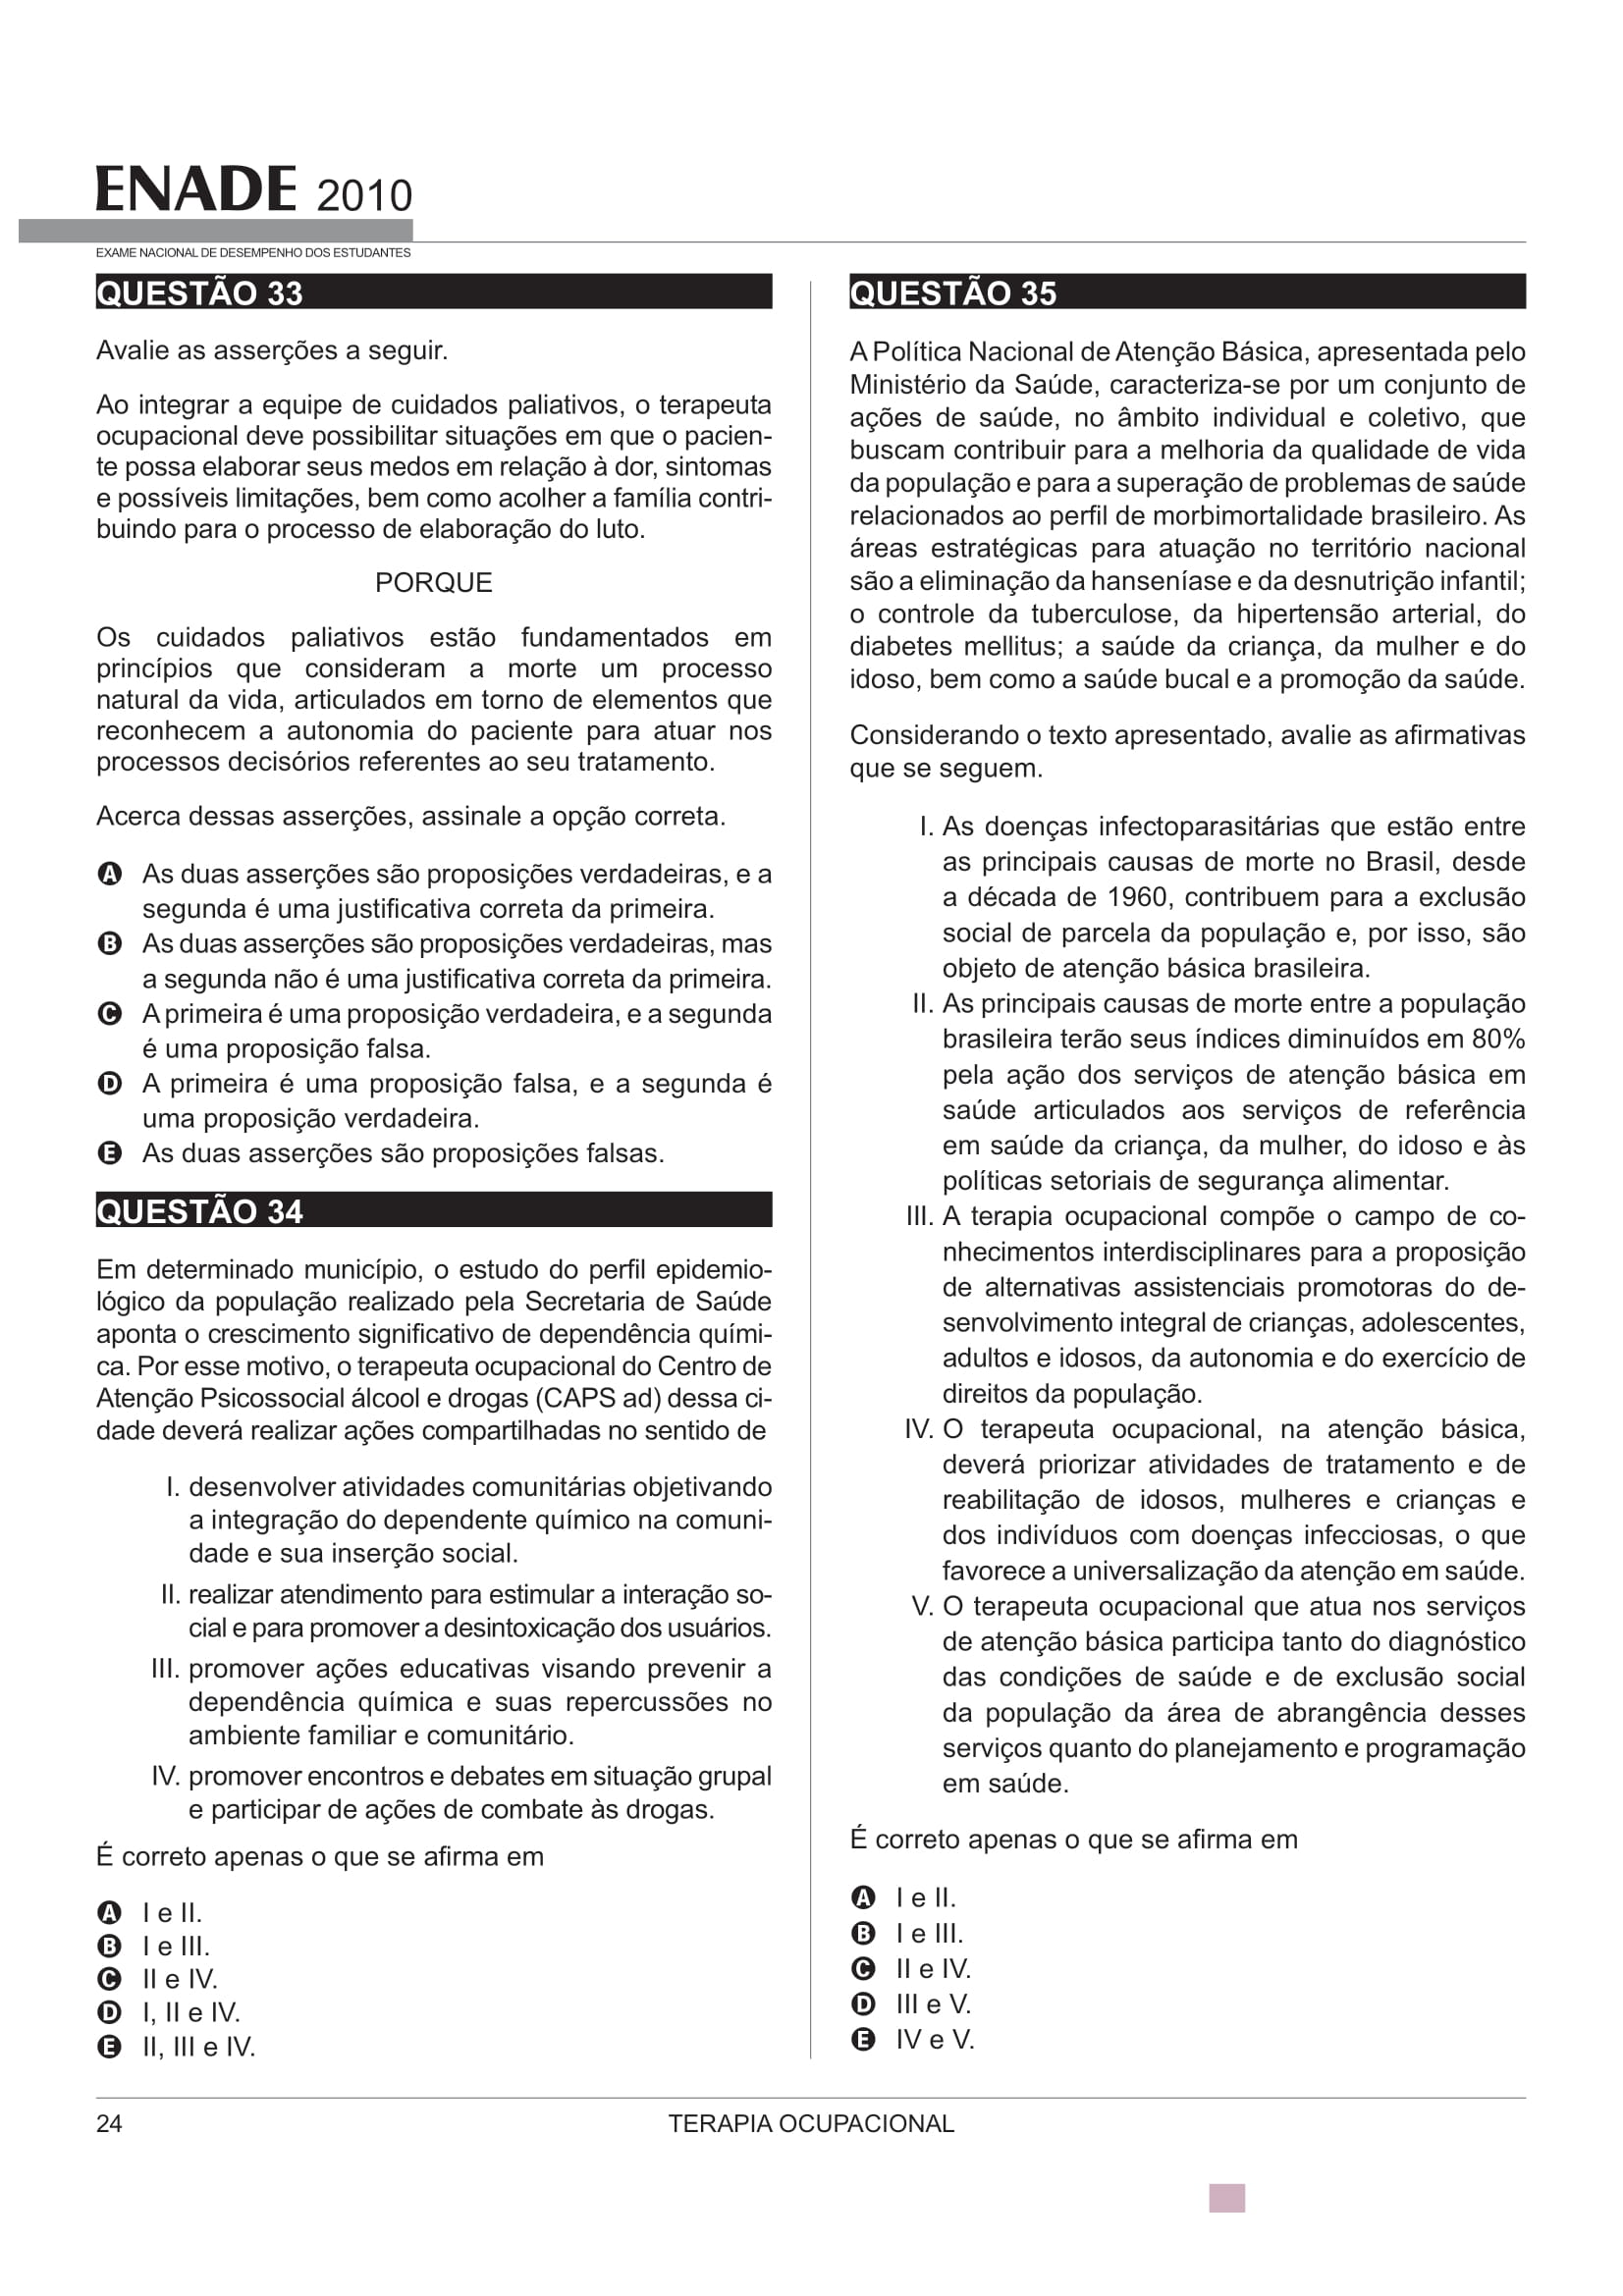 ENADE 2010
EXAME NACIONAL DE DESEMPENHO DOS ESTUDANTES
QUESTÃO 33
Avalie as asserções a seguir.
Ao integrar a equipe de cuidados paliativos, o terapeuta
ocupacional deve possibilitar situações em que o pacien-
te possa elaborar seus medos em relação à dor, sintomas
e possíveis limitações, bem como acolher a família contri-
buindo para o processo de elaboração do luto.
PORQUE
Os cuidados paliativos estão fundamentados em
princípios que consideram a morte um processo
natural da vida, articulados em torno de elementos que
reconhecem a autonomia do paciente para atuar nos
processos decisórios referentes ao seu tratamento.
Acerca dessas asserções, assinale a opção correta.
A As duas asserções são proposições verdadeiras, e a
segunda é uma justificativa correta da primeira.
B As duas asserções são proposições verdadeiras, mas
a segunda não é uma justificativa correta da primeira.
C A primeira é uma proposição verdadeira, e a segunda
é uma proposição falsa.
D A primeira é uma proposição falsa, e a segunda é
uma proposição verdadeira.
E As duas asserções são proposições falsas.
QUESTÃO 34
Em determinado município, o estudo do perfil epidemio-
lógico da população realizado pela Secretaria de Saúde
aponta o crescimento significativo de dependência quími-
ca. Por esse motivo, o terapeuta ocupacional do Centro de
Atenção Psicossocial álcool e drogas (CAPS ad) dessa ci-
dade deverá realizar ações compartilhadas no sentido de
I. desenvolver atividades comunitárias objetivando
a integração do dependente químico na comuni-
dade e sua inserção social.
II. realizar atendimento para estimular a interação so-
cial e para promover a desintoxicação dos usuários.
III. promover ações educativas visando prevenir a
dependência química e suas repercussões no
ambiente familiar e comunitário.
IV. promover encontros e debates em situação grupal
e participar de ações de combate às drogas.
É correto apenas o que se afirma em
A I e II.
B I e III.
C II e IV.
D I, II e IV.
E II, III e IV.
QUESTÃO 35
A Política Nacional de Atenção Básica, apresentada pelo
Ministério da Saúde, caracteriza-se por um conjunto de
ações de saúde, no âmbito individual e coletivo, que
buscam contribuir para a melhoria da qualidade de vida
da população e para a superação de problemas de saúde
relacionados ao perfil de morbimortalidade brasileiro. As
áreas estratégicas para atuação no território nacional
são a eliminação da hanseníase e da desnutrição infantil;
o controle da tuberculose, da hipertensão arterial, do
diabetes mellitus; a saúde da criança, da mulher e do
idoso, bem como a saúde bucal e a promoção da saúde.
Considerando o texto apresentado, avalie as afirmativas
que se seguem.
I. As doenças infectoparasitárias que estão entre
as principais causas de morte no Brasil, desde
a década de 1960, contribuem para a exclusão
social de parcela da população e, por isso, são
objeto de atenção básica brasileira.
II. As principais causas de morte entre a população
brasileira terão seus índices diminuídos em 80%
pela ação dos serviços de atenção básica em
saúde articulados aos serviços de referência
em saúde da criança, da mulher, do idoso e às
políticas setoriais de segurança alimentar.
III. A terapia ocupacional compõe o campo de co-
nhecimentos interdisciplinares para a proposição
de alternativas assistenciais promotoras do de-
senvolvimento integral de crianças, adolescentes,
adultos e idosos, da autonomia e do exercício de
direitos da população.
IV. O terapeuta ocupacional, na atenção básica,
deverá priorizar atividades de tratamento e de
reabilitação de idosos, mulheres e crianças e
dos indivíduos com doenças infecciosas, o que
favorece a universalização da atenção em saúde.
V. O terapeuta ocupacional que atua nos serviços
de atenção básica participa tanto do diagnóstico
das condições de saúde e de exclusão social
da população da área de abrangência desses
serviços quanto do planejamento e programação
em saúde.
É correto apenas o que se afirma em
A I e II.
B I e III.
C II e IV.
D III e V.
E IV e V.
24
TERAPIA OCUPACIONAL